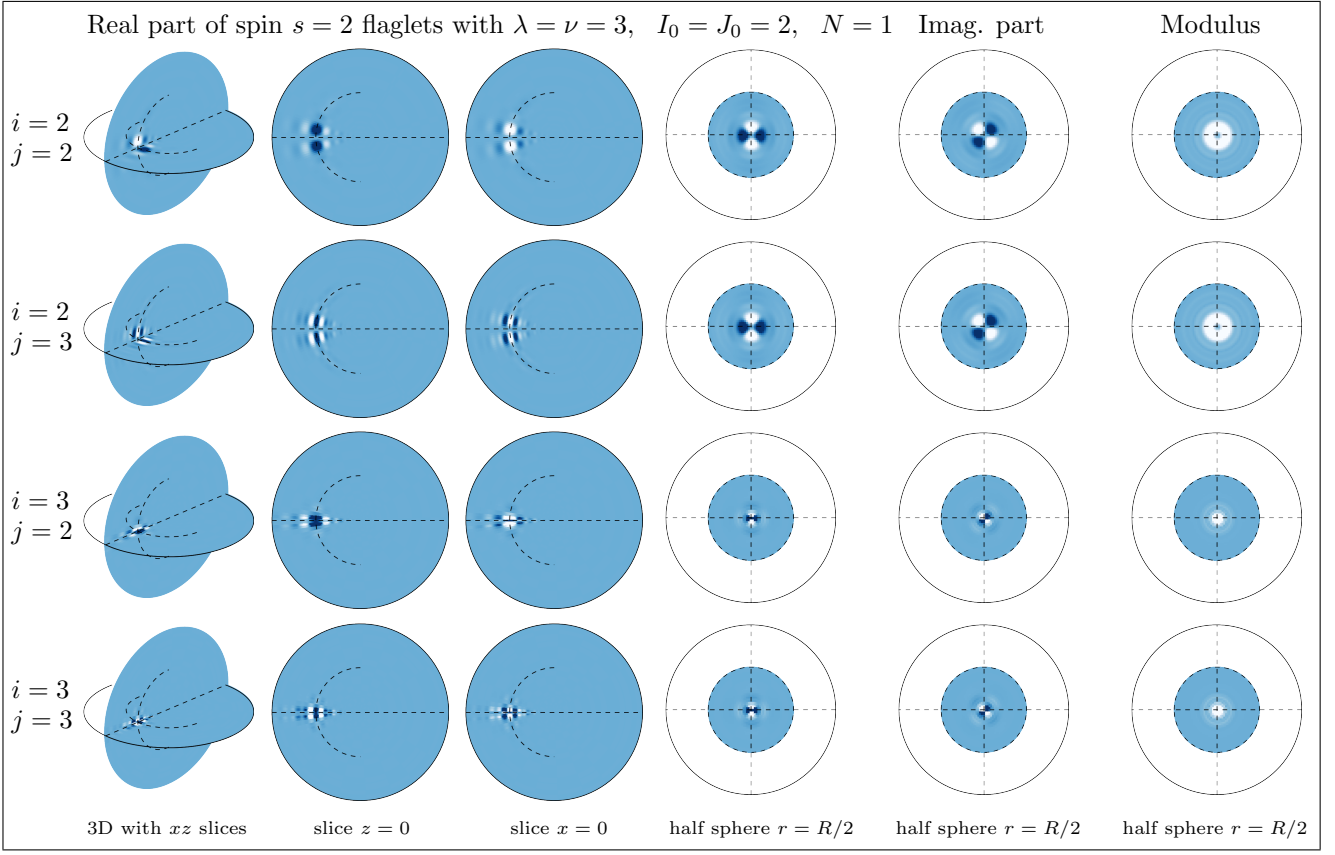 Real part of spin s = 2 flaglets with λ = ν = 3, I₀ = J₀ = 2, N = 1 Imag. part Modulus
i = 2
j = 2
i = 2
j = 3
i = 3
j = 2
i = 3
j = 3
3D with xz slices slice z = 0 slice x = 0 half sphere r = R/2 half sphere r = R/2 half sphere r = R/2